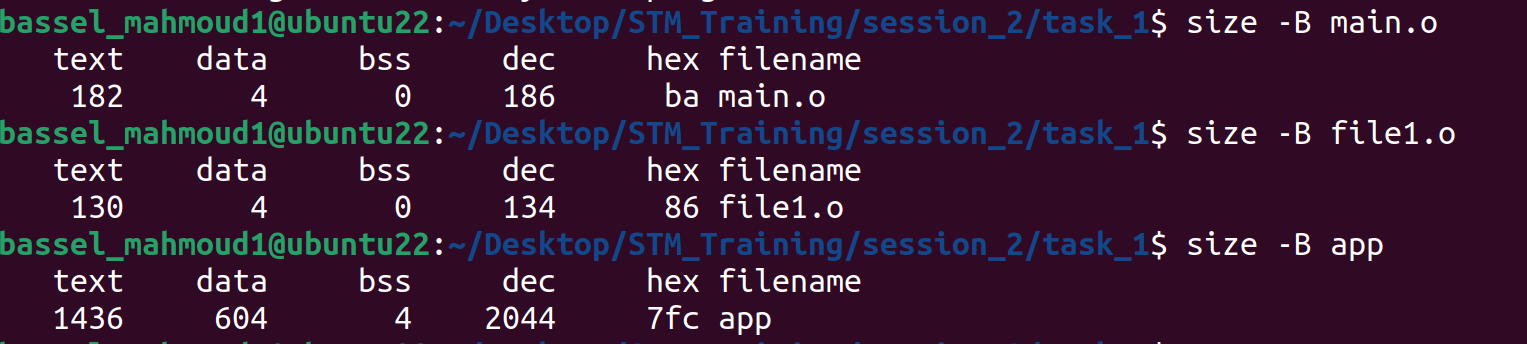 bassel_mahmoud1@ubuntu22:~/Desktop/STM_Training/session_2/task_1$ size -B main.o
text data bss dec hex filename
182 4 0 186 ba main.o
bassel_mahmoud1@ubuntu22:~/Desktop/STM_Training/session_2/task_1$ size -B file1.o
text data bss dec hex filename
130 4 0 134 86 file1.o
bassel_mahmoud1@ubuntu22:~/Desktop/STM_Training/session_2/task_1$ size -B app
text data bss dec hex filename
1436 604 4 2044 7fc app